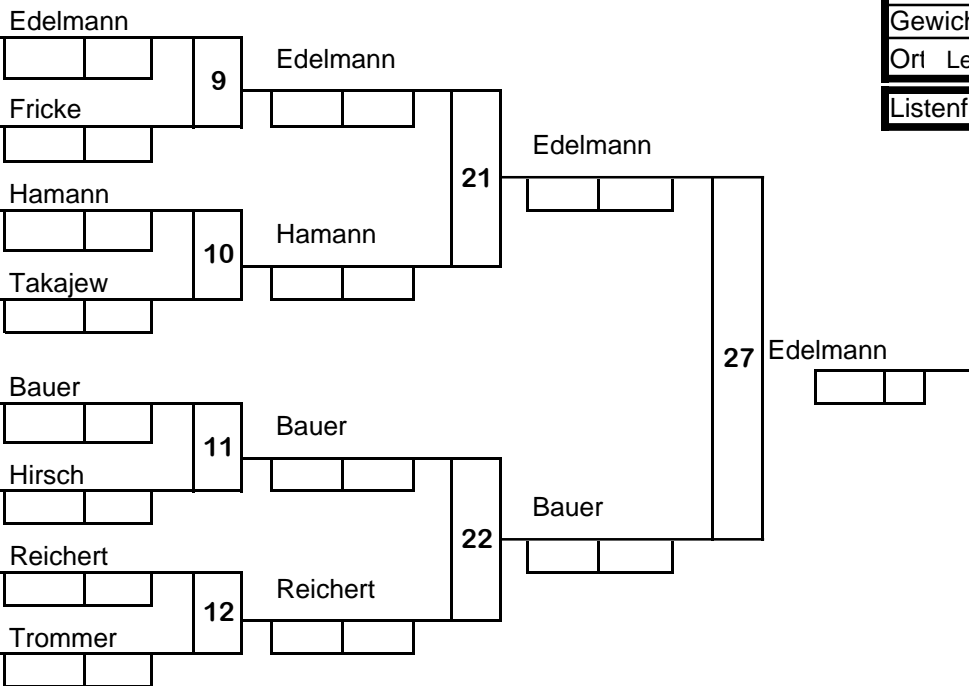 Edelmann
9
Edelmann
Fricke
21
Edelmann
Hamann
10
Hamann
Takajew
27
Edelmann
Bauer
11
Bauer
Hirsch
22
Bauer
Reichert
12
Reichert
Trommer
Ort